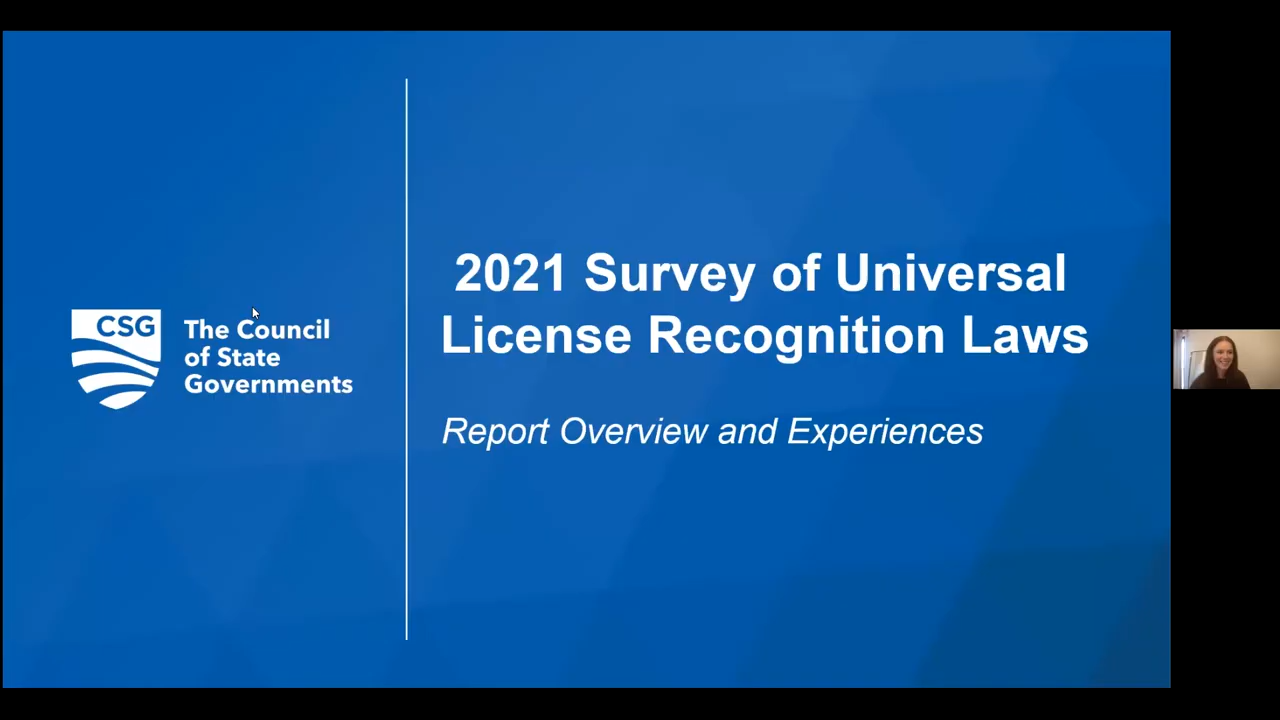 CSG
The Council
of State
Governments
2021 Survey of Universal
License Recognition Laws
Report Overview and Experiences